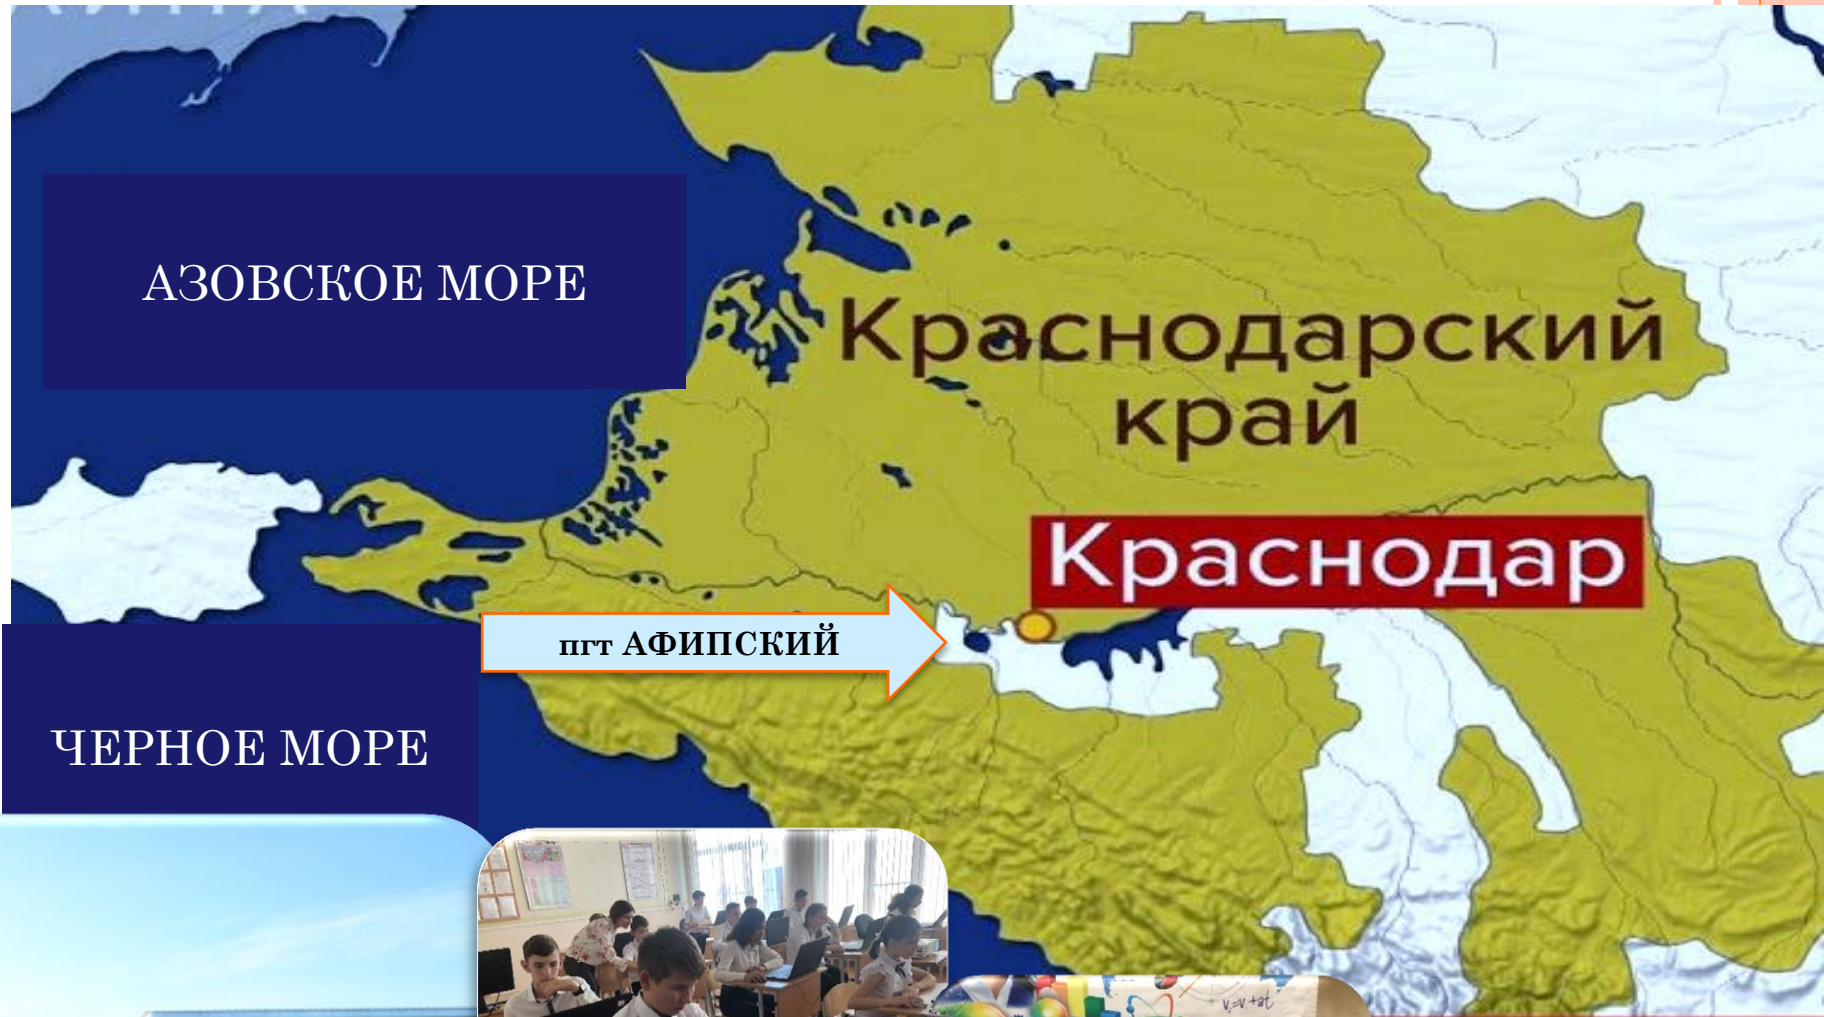 АЗОВСКОЕ МОРЕ
Краснодарский
край
Краснодар
пгт АФИПСКИЙ
ЧЕРНОЕ МОРЕ